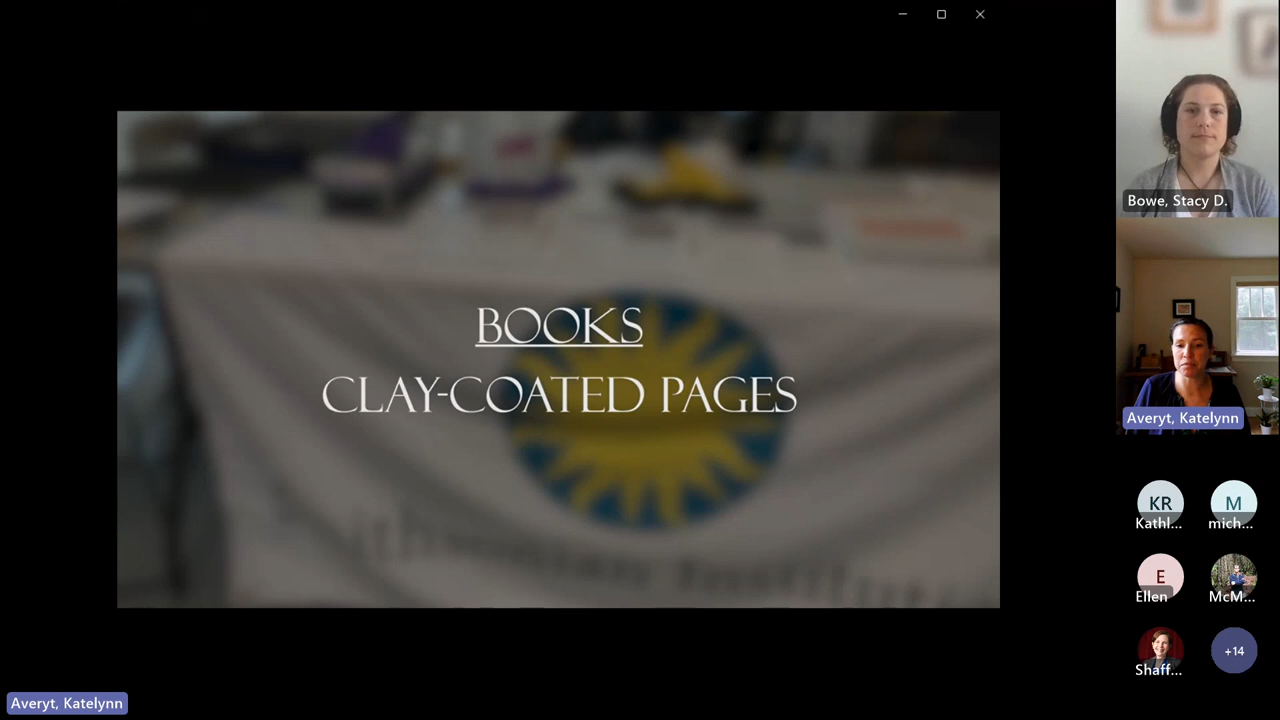 BOOKS
CLAY-COATED PAGES
Bowe, Stacy D.
Averyt, Katelynn
KR
Kathl...
M
mich...
E
Ellen
McM...
Shaff...
+14
Averyt, Katelynn